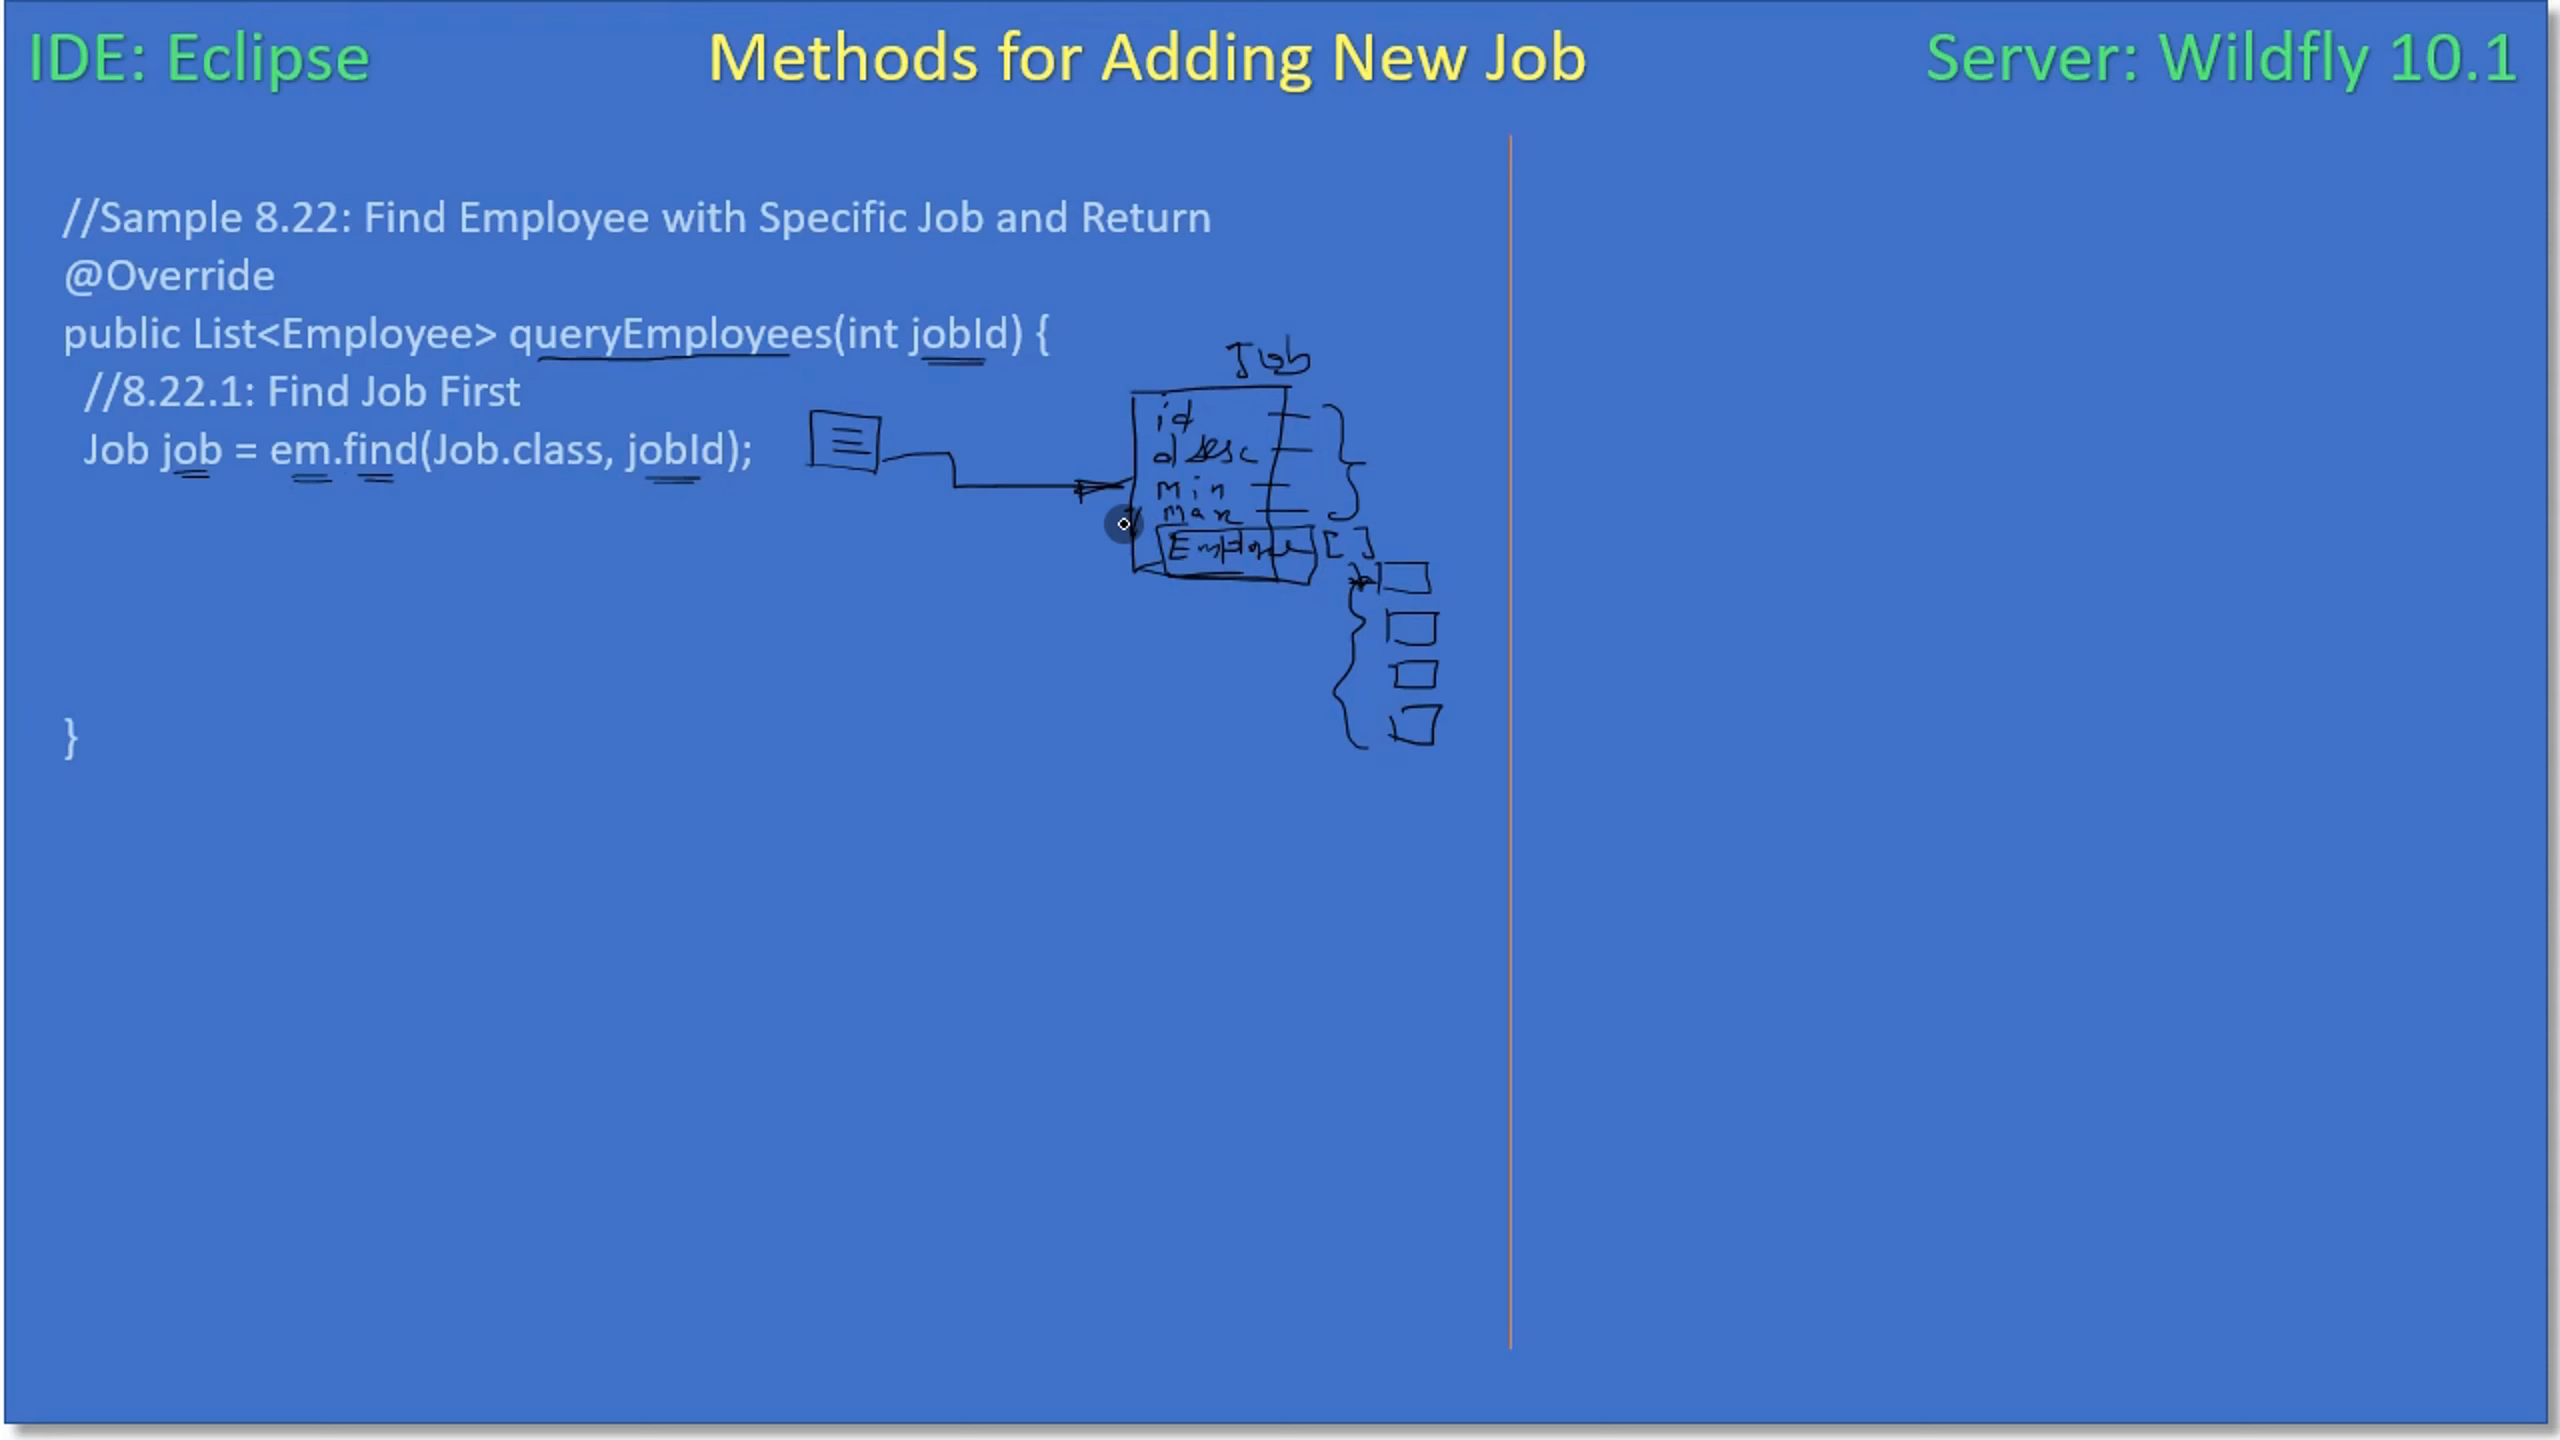 IDE: Eclipse
Methods for Adding New Job
Server: Wildfly 10.1
//Sample 8.22: Find Employee with Specific Job and Return
@Override
public List<Employee> queryEmployees(int jobId) {
//8.22.1: Find Job First
Job job = em.find(Job.class, jobId);
}
Job
id
desc
min
max
Employee []